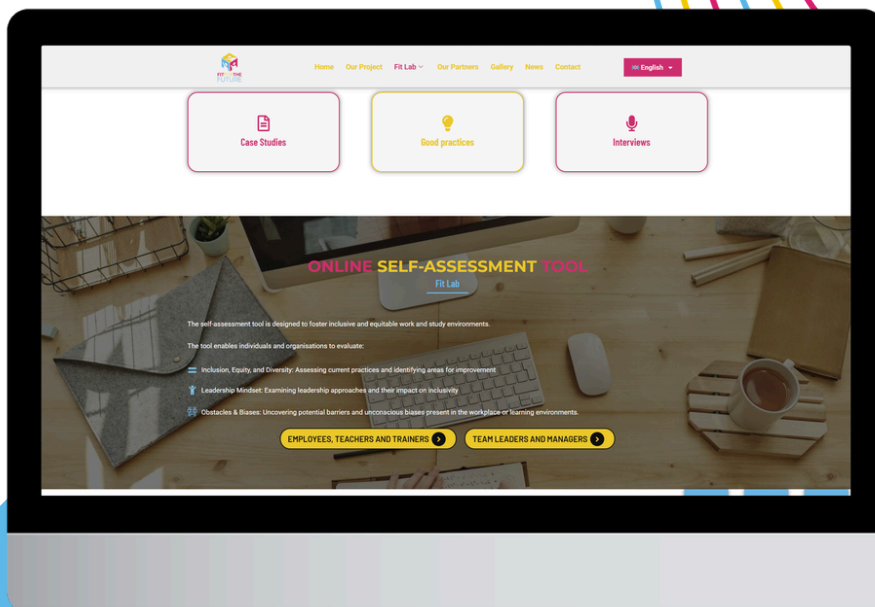 FIT FOR THE
FUTURE
Home Our Project Fit Lab Our Partners Gallery News Contact
English
Case Studies
Good practices
Interviews
ONLINE SELF-ASSESSMENT TOOL
Fit Lab
The self-assessment tool is designed to foster inclusive and equitable work and study environments.
The tool enables individuals and organisations to evaluate:
Inclusion, Equity, and Diversity: Assessing current practices and identifying areas for improvement
Leadership Mindset: Examining leadership approaches and their impact on inclusivity
Obstacles & Biases: Uncovering potential barriers and unconscious biases present in the workplace or learning environments.
EMPLOYEES, TEACHERS AND TRAINERS
TEAM LEADERS AND MANAGERS